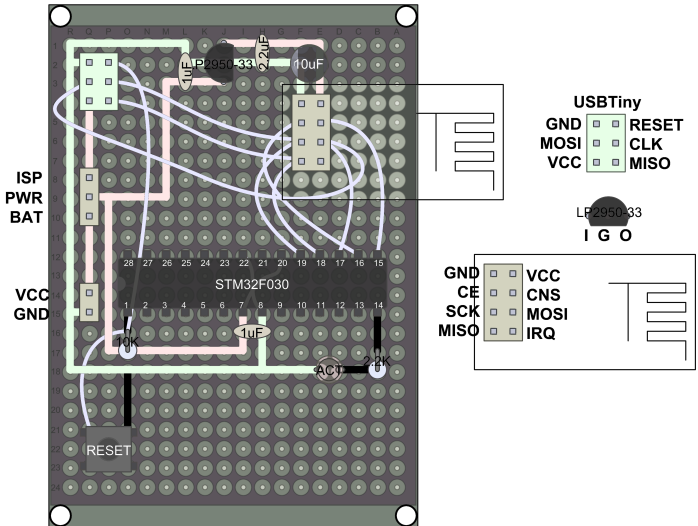 R Q P O N M L K J I H G F E D C B A
1uF
LP2950-33
2.2uF
10uF
USBTiny
GND RESET
MOSI CLK
VCC MISO
ISP
PWR
BAT
LP2950-33
I G O
28 27 26 25 24 23 22 21 20 19 18 17 16 15
STM32F030
1 2 3 4 5 6 7 8 9 10 11 12 13 14
VCC
GND
GND VCC
CE CNS
SCK MOSI
MISO IRQ
10K
1uF
ACT
2.2K
RESET